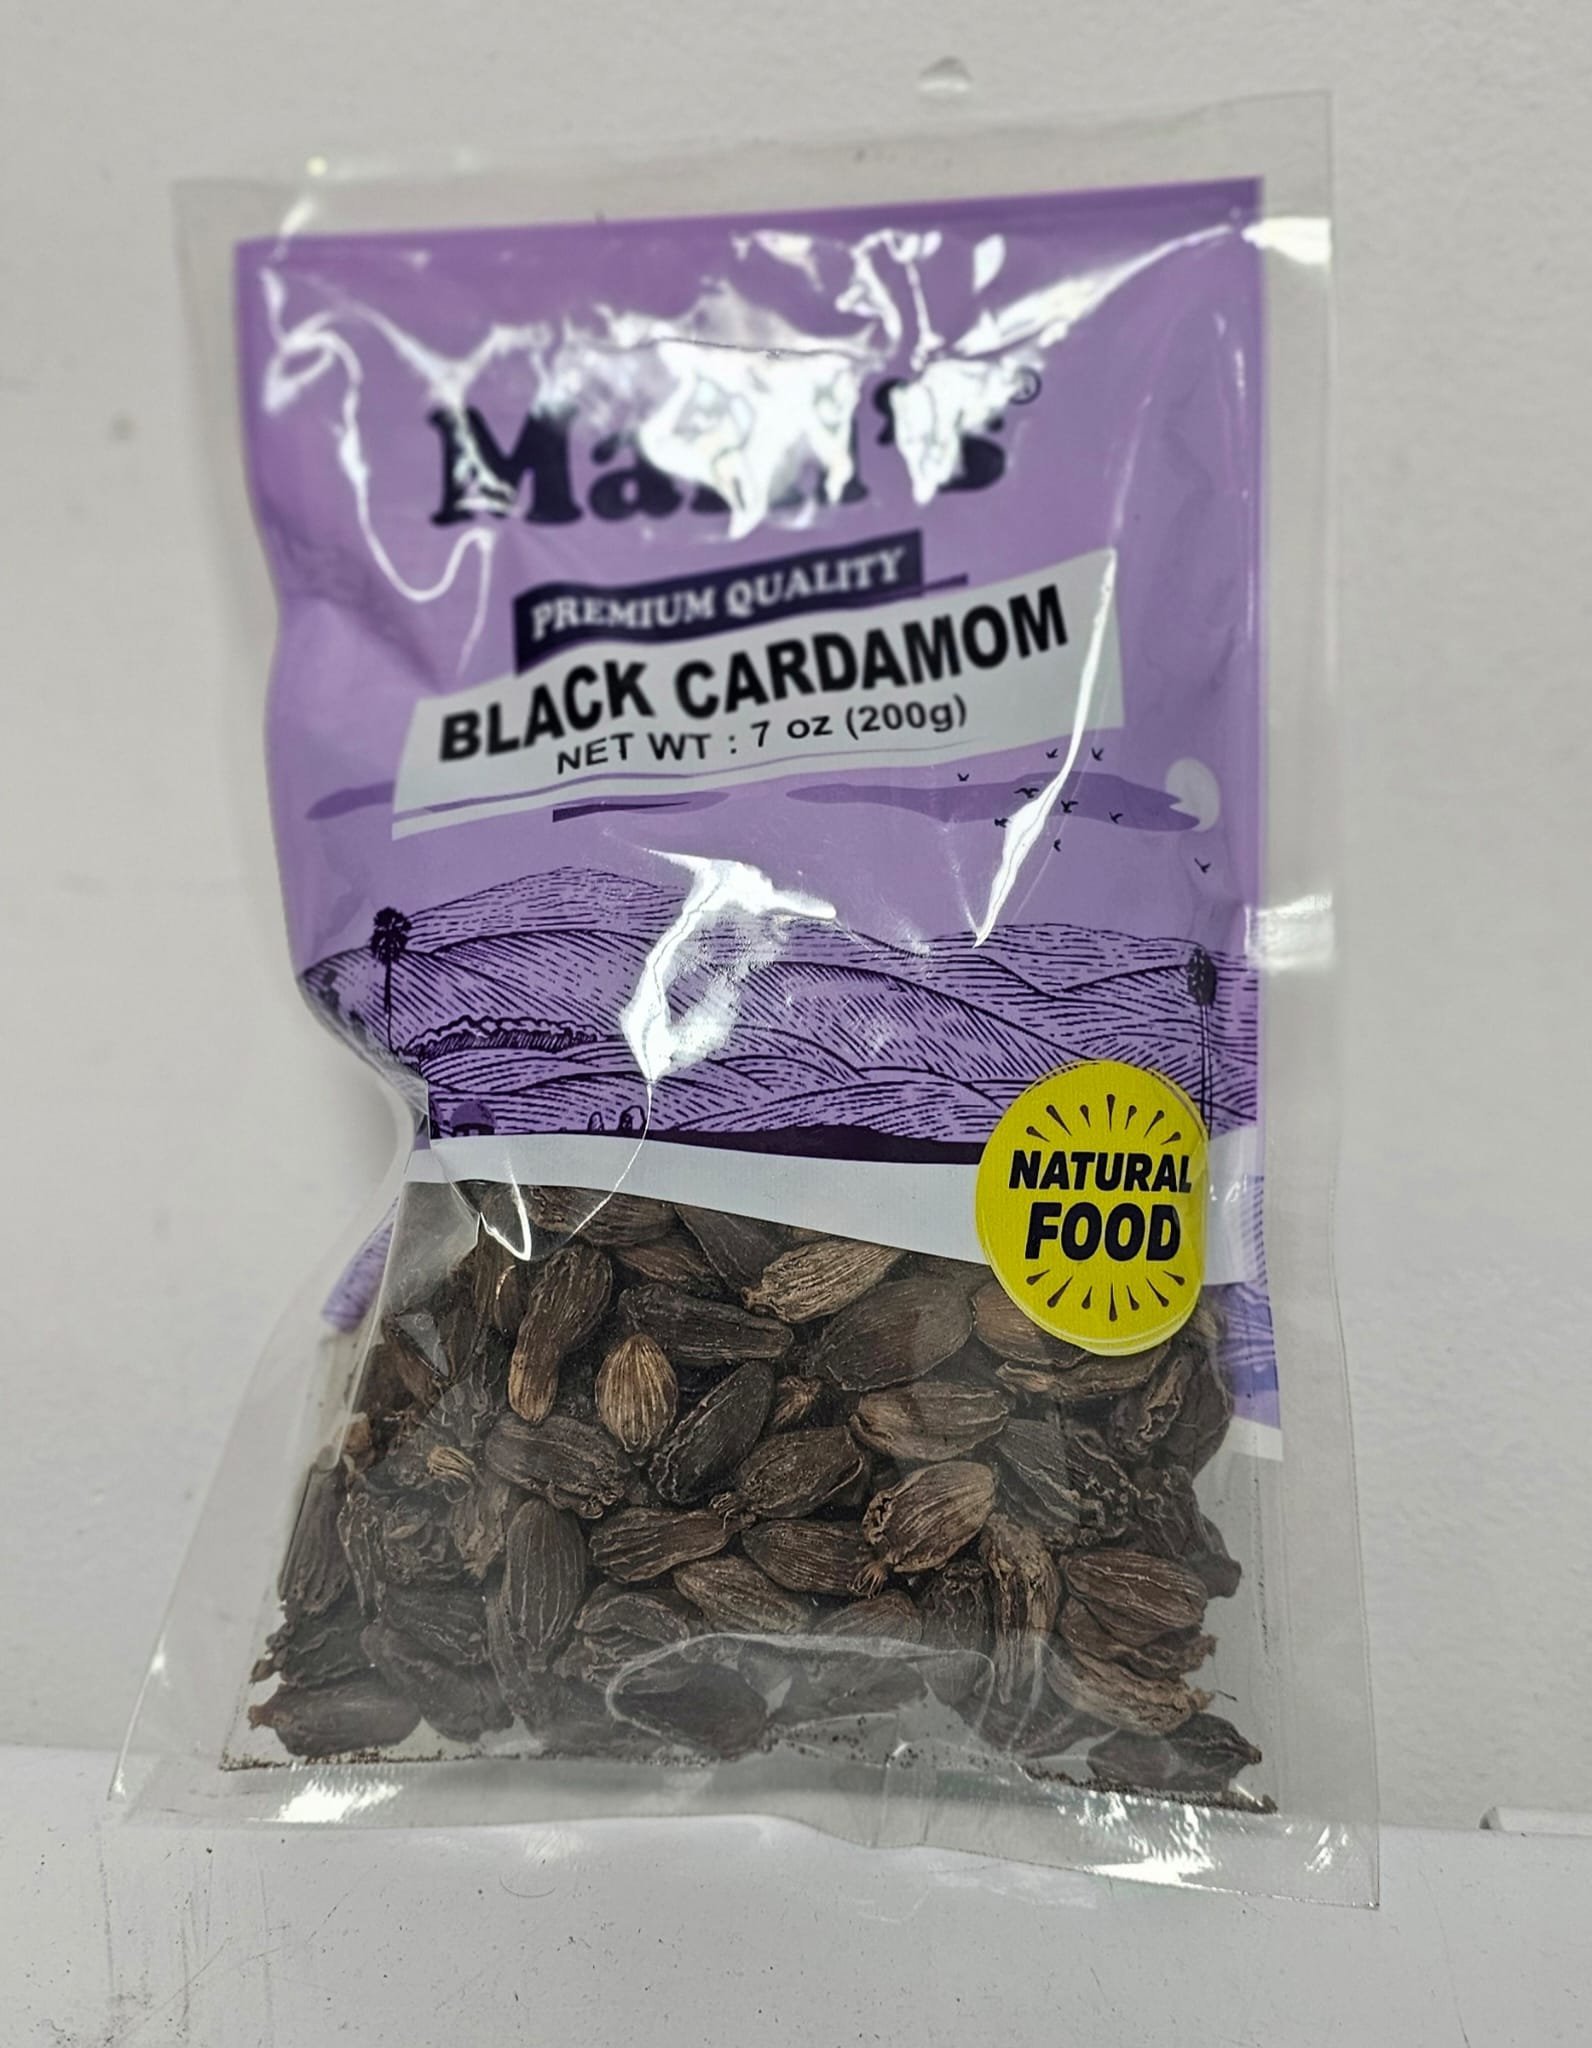 PREMIUM QUALITY
BLACK CARDAMOM
NET WT : 7 oz (200g)
NATURAL
FOOD